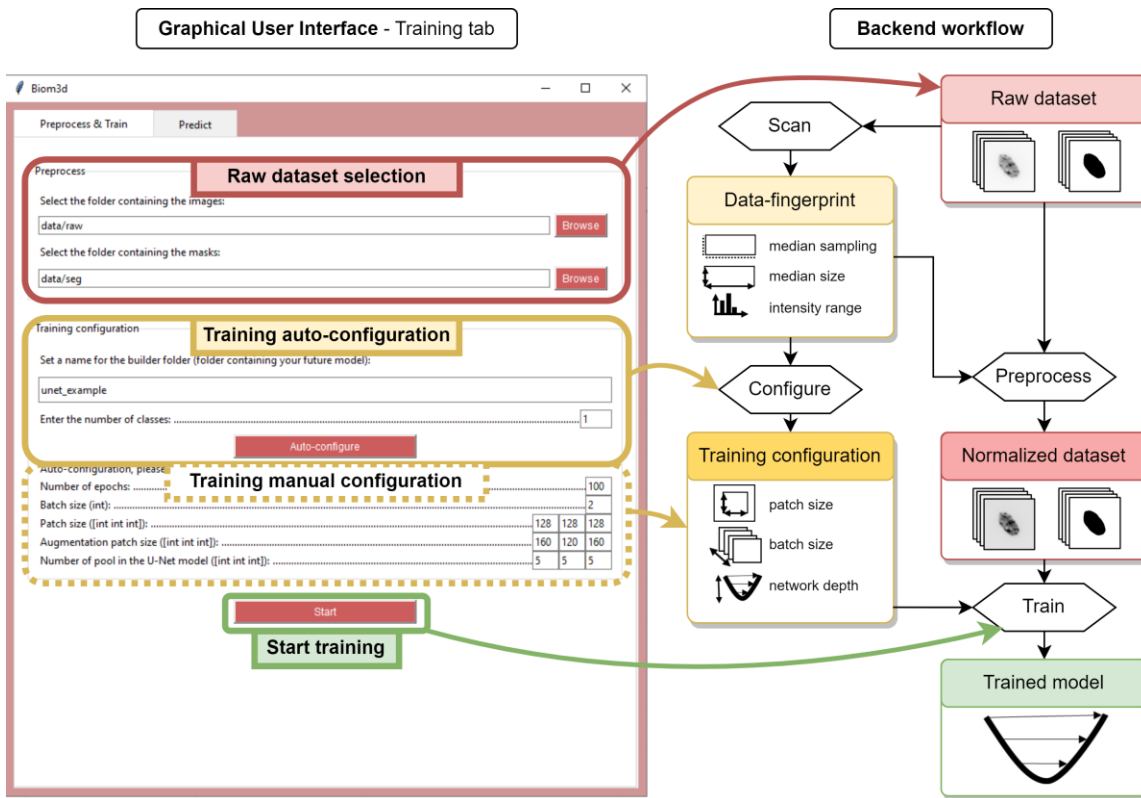 Graphical User Interface - Training tab
Backend workflow
Biom3d
Preprocess & Train
Predict
Preprocess
Raw dataset selection
Select the folder containing the images:
data/raw
Browse
Select the folder containing the masks:
data/seg
Browse
Training configuration
Training auto-configuration
Set a name for the builder folder (folder containing your future model):
unet_example
Enter the number of classes:
1
Auto-configure
Auto-configuration, please
Training manual configuration
Number of epochs:
100
Batch size (int):
2
Patch size ([int int int]):
128 128 128
Augmentation patch size ([int int int]):
160 120 160
Number of pool in the U-Net model ([int int int]):
5 5 5
Start
Start training
Scan
Raw dataset
Data-fingerprint
median sampling
median size
intensity range
Configure
Preprocess
Training configuration
patch size
batch size
network depth
Normalized dataset
Train
Trained model